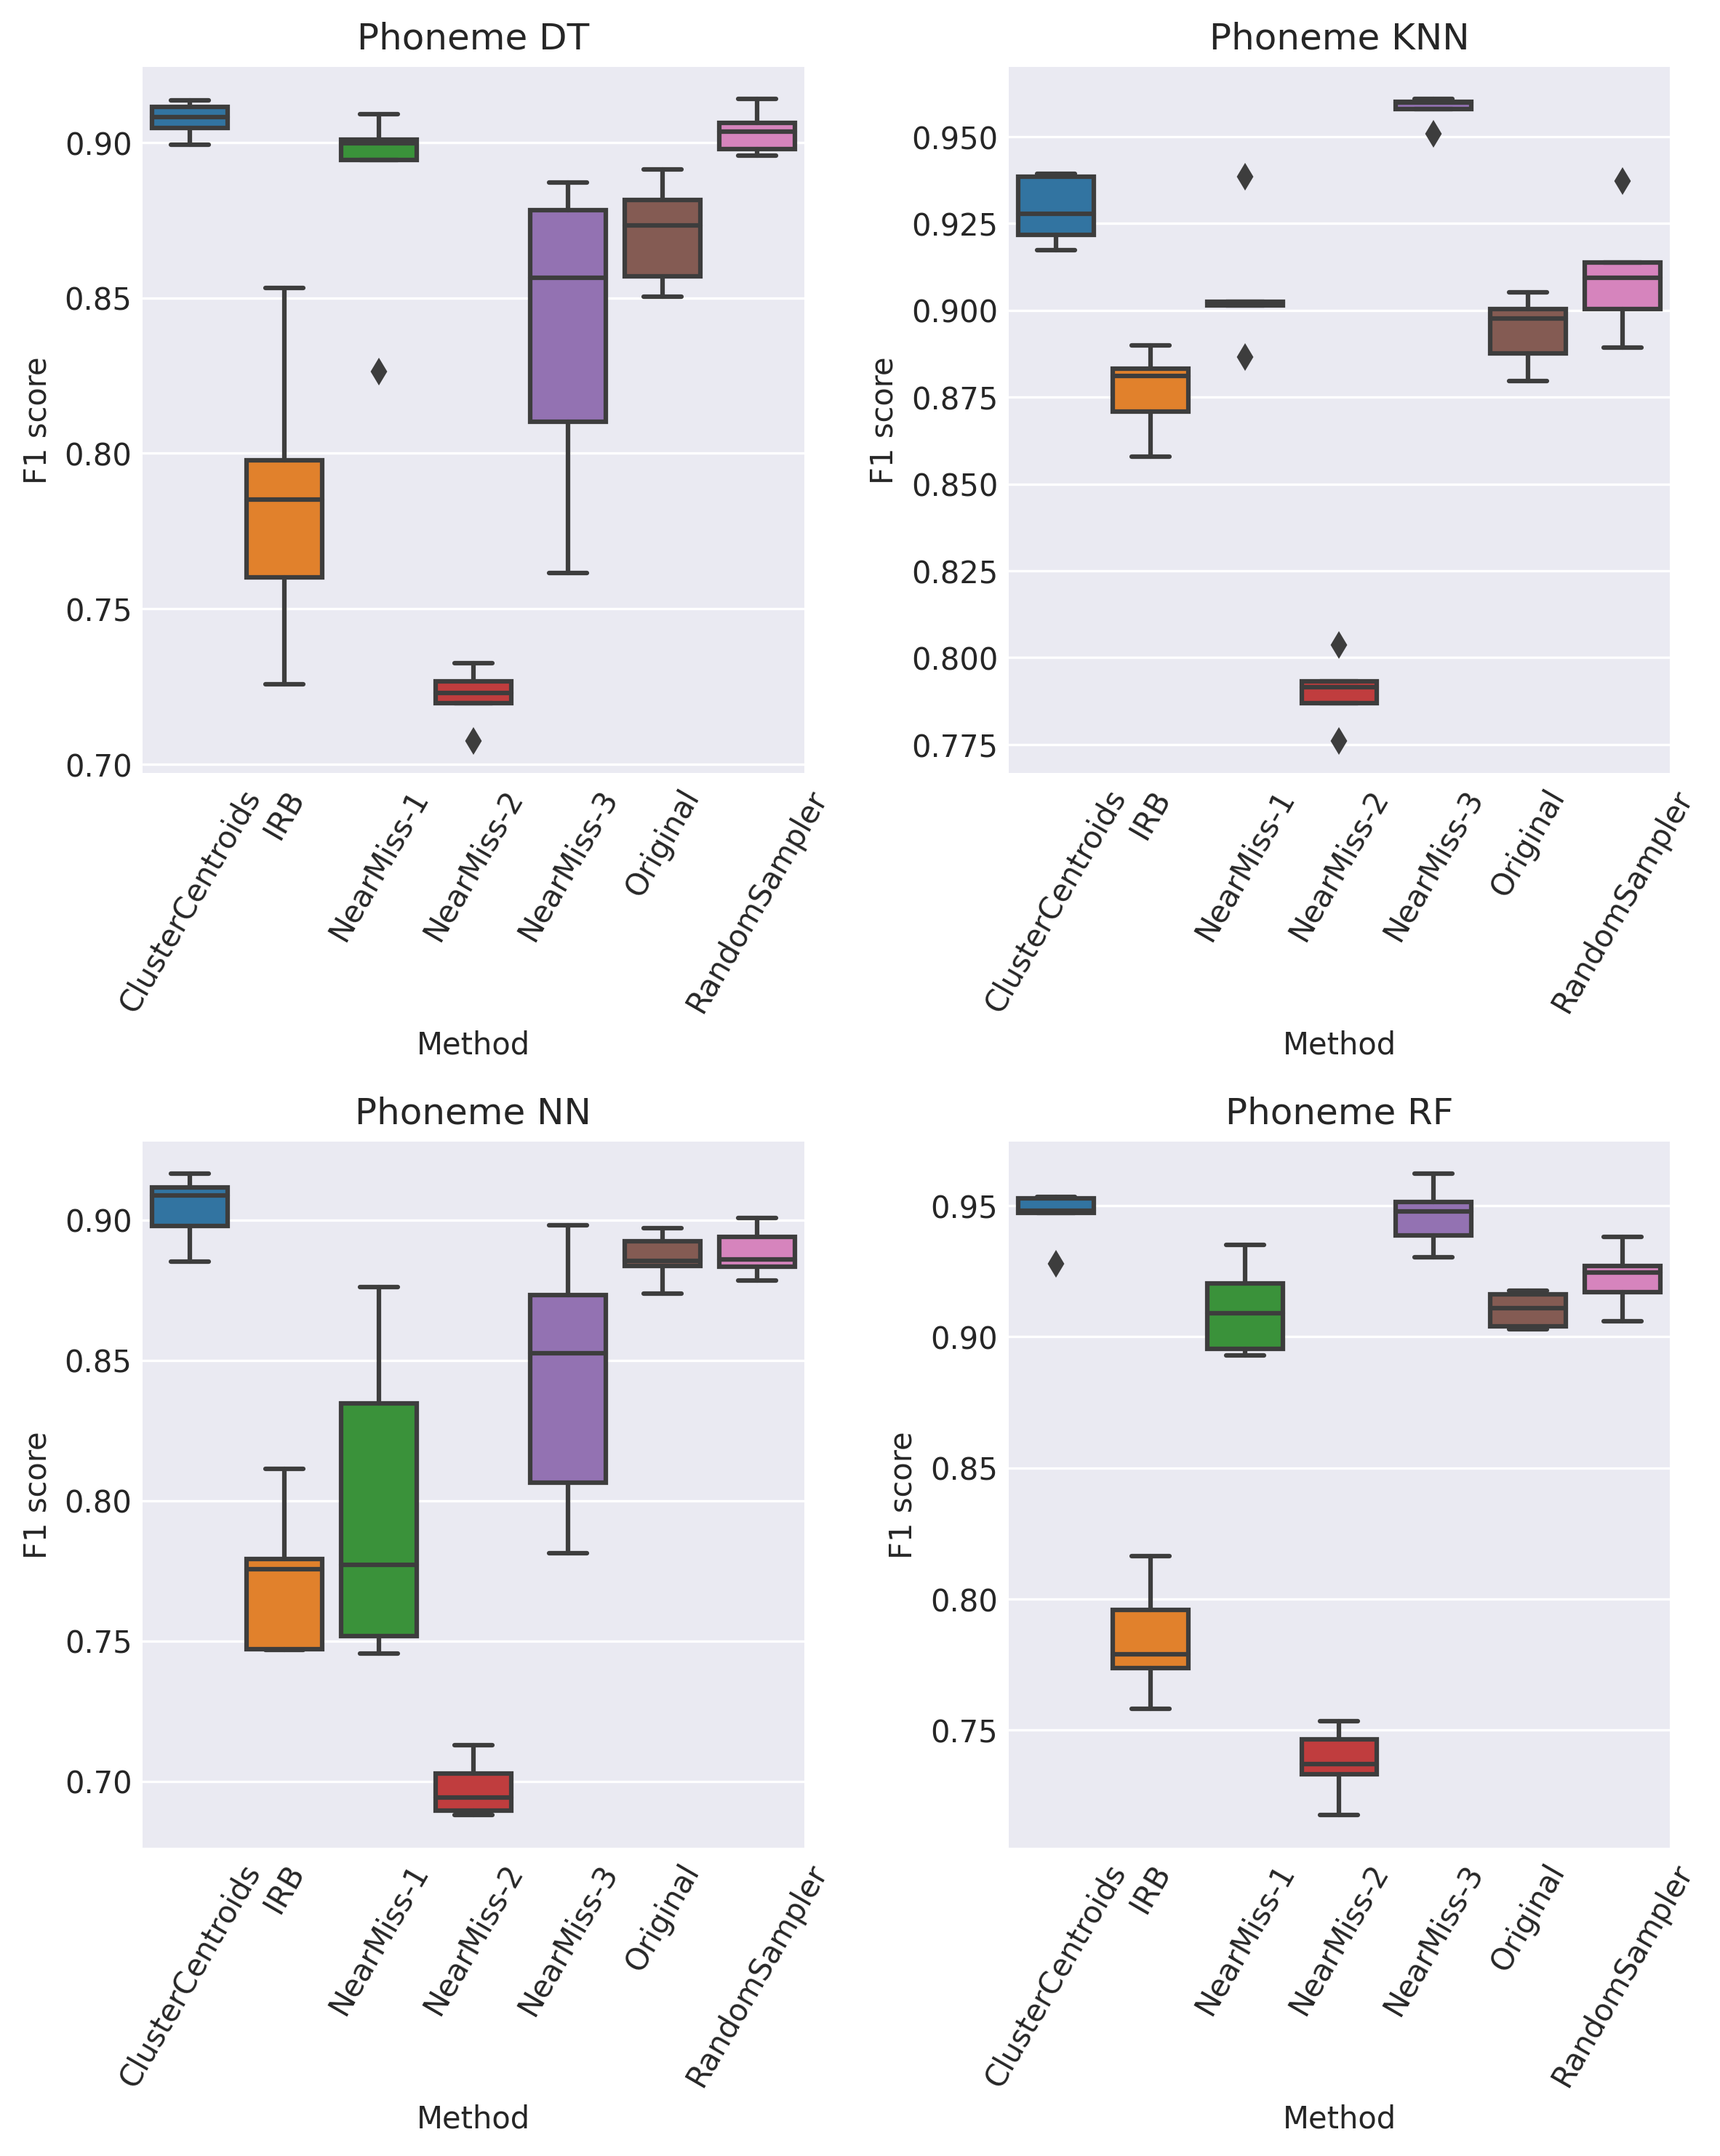 Phoneme DT
F1 score
0.90
0.85
0.80
0.75
0.70
ClusterCentroids
IRB
NearMiss-1
NearMiss-2
NearMiss-3
Original
RandomSampler
Method
Phoneme KNN
F1 score
0.950
0.925
0.900
0.875
0.850
0.825
0.800
0.775
ClusterCentroids
IRB
NearMiss-1
NearMiss-2
NearMiss-3
Original
RandomSampler
Method
Phoneme NN
F1 score
0.90
0.85
0.80
0.75
0.70
ClusterCentroids
IRB
NearMiss-1
NearMiss-2
NearMiss-3
Original
RandomSampler
Method
Phoneme RF
F1 score
0.95
0.90
0.85
0.80
0.75
ClusterCentroids
IRB
NearMiss-1
NearMiss-2
NearMiss-3
Original
RandomSampler
Method